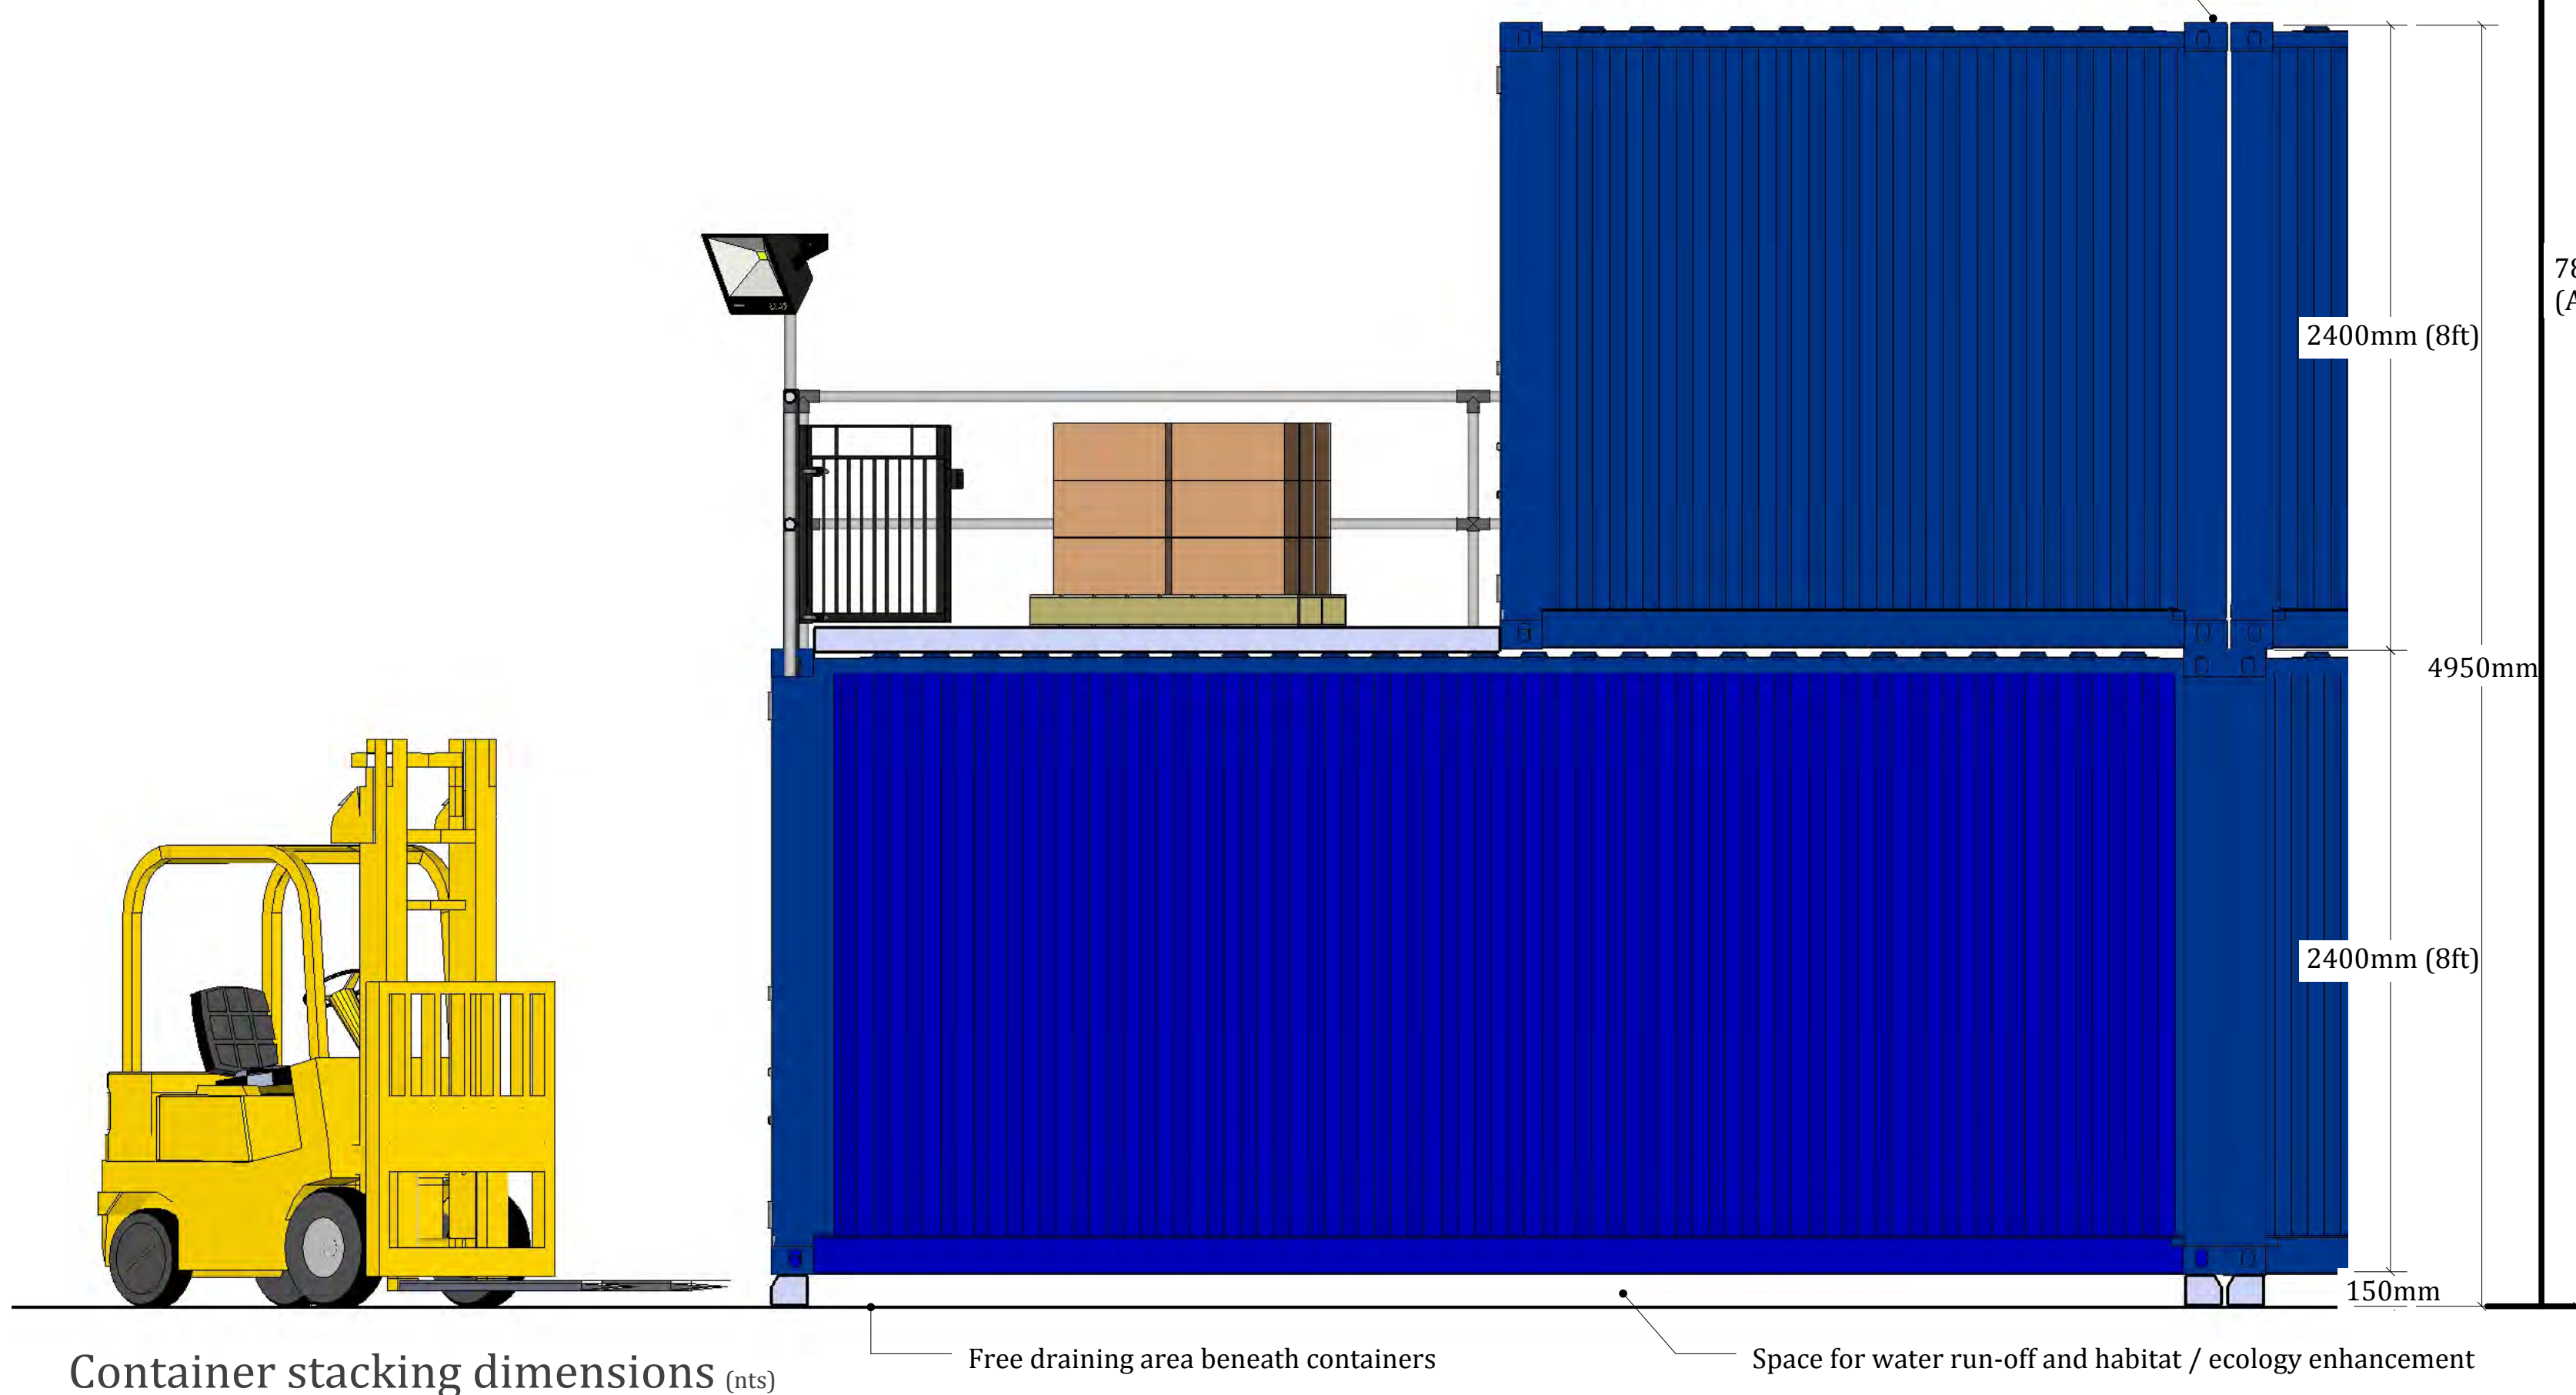 78
(A
2400mm (8ft)
4950mm
2400mm (8ft)
150mm
Free draining area beneath containers
Space for water run-off and habitat / ecology enhancement
Container stacking dimensions (nts)